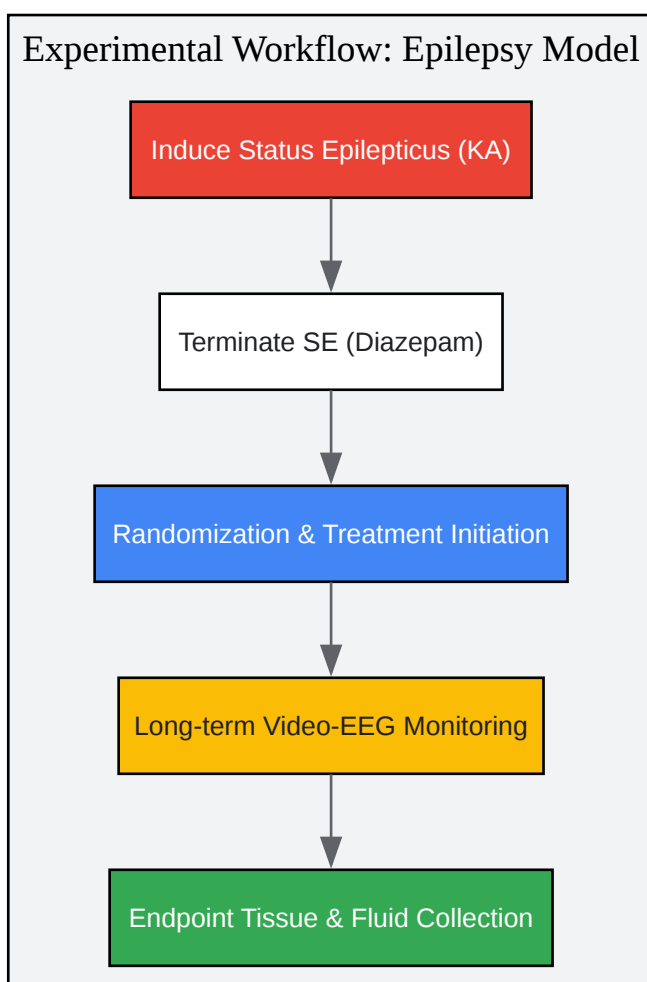 Experimental Workflow: Epilepsy Model
Induce Status Epilepticus (KA)
Terminate SE (Diazepam)
Randomization & Treatment Initiation
Long-term Video-EEG Monitoring
Endpoint Tissue & Fluid Collection